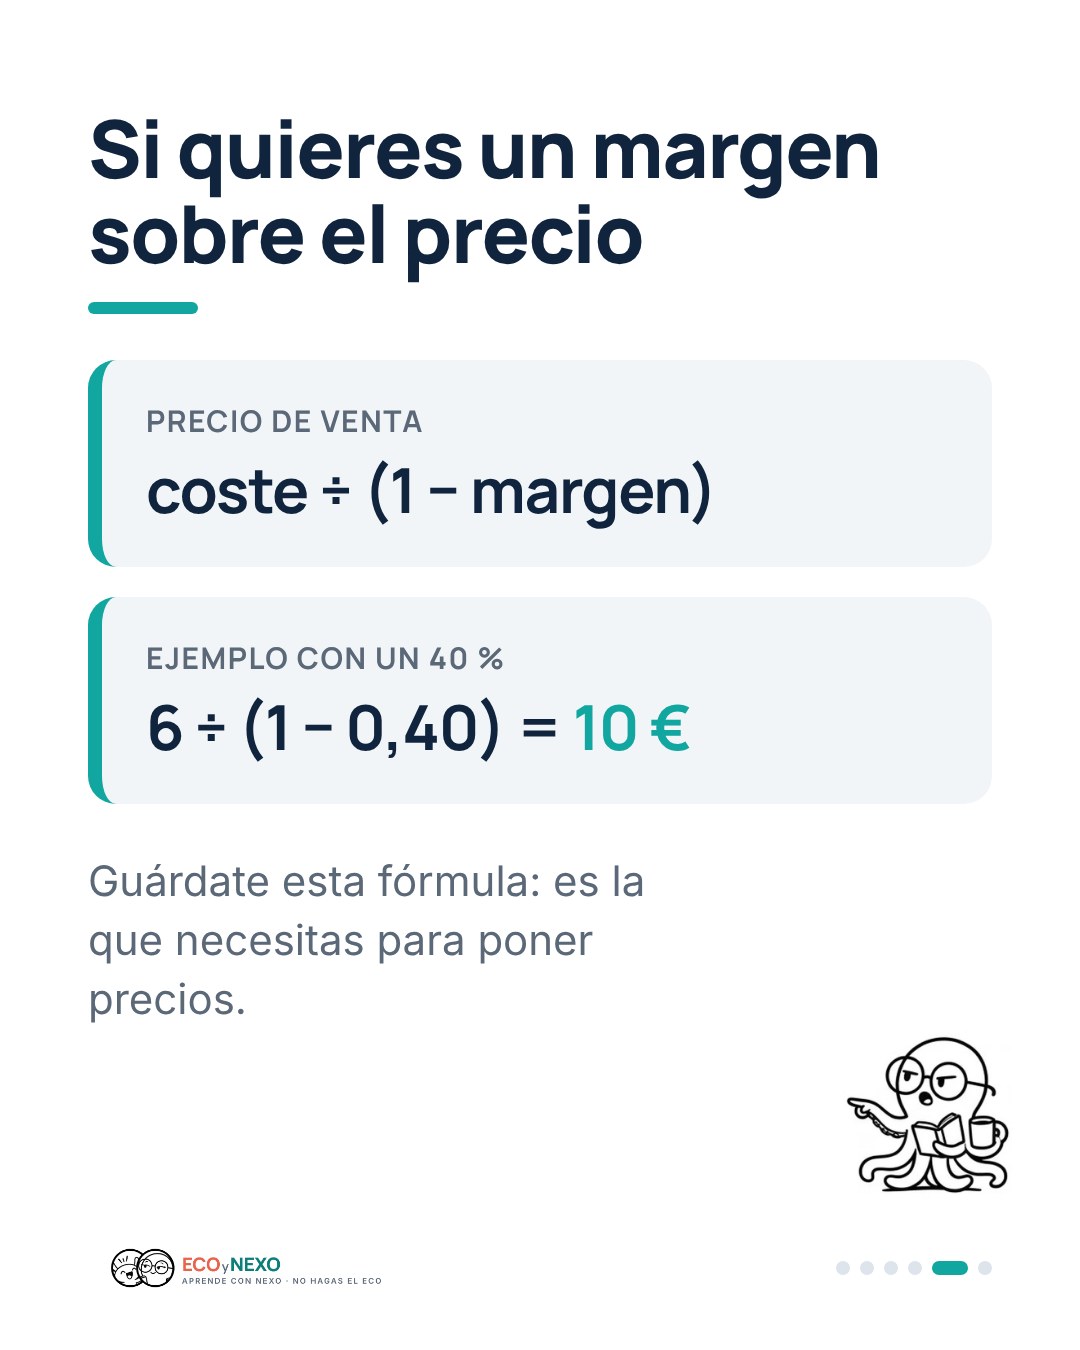 Si quieres un margen
sobre el precio
PRECIO DE VENTA
coste ÷ (1 − margen)
EJEMPLO CON UN 40 %
6 ÷ (1 − 0,40) = 10 €
Guárdate esta fórmula: es la
que necesitas para poner
precios.
ECO y NEXO
APRENDE CON NEXO · NO HAGAS EL ECO